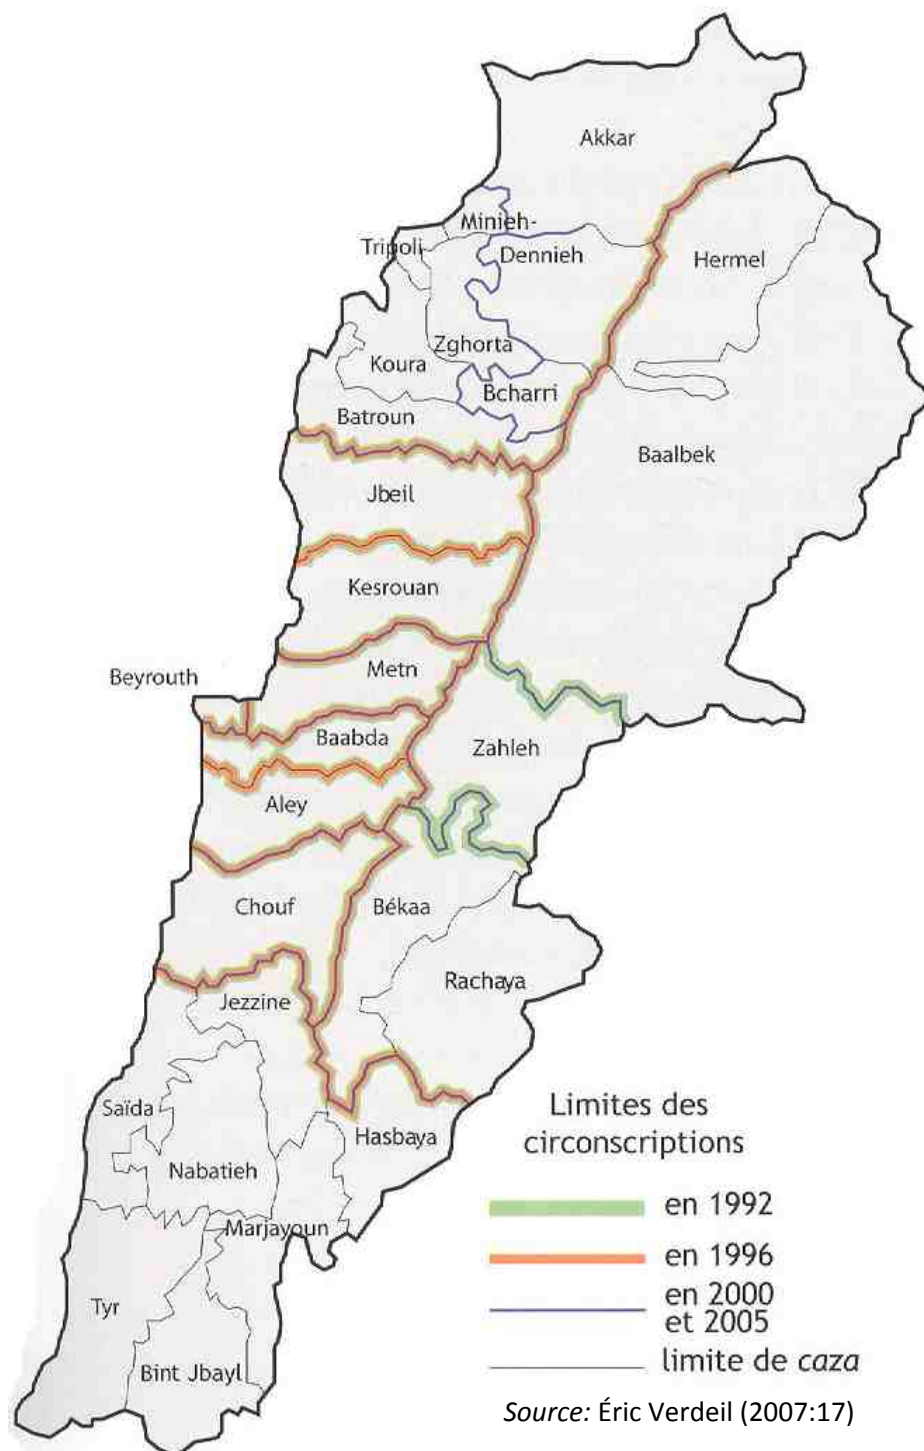 Akkar
Minieh-
Tripoli
Dennieh
Hermel
Zghorta
Koura
Bcharri
Batroun
Baalbek
Jbeil
Kesrouan
Metn
Beyrouth
Baabda
Zahleh
Aley
Chouf
Békaa
Rachaya
Jezzine
Saïda
Hasbaya
Nabatieh
Marjayoun
Tyr
Bint Jbayl
Limites des
circonscriptions
en 1992
en 1996
en 2000
et 2005
limite de caza
Source: Éric Verdeil (2007:17)